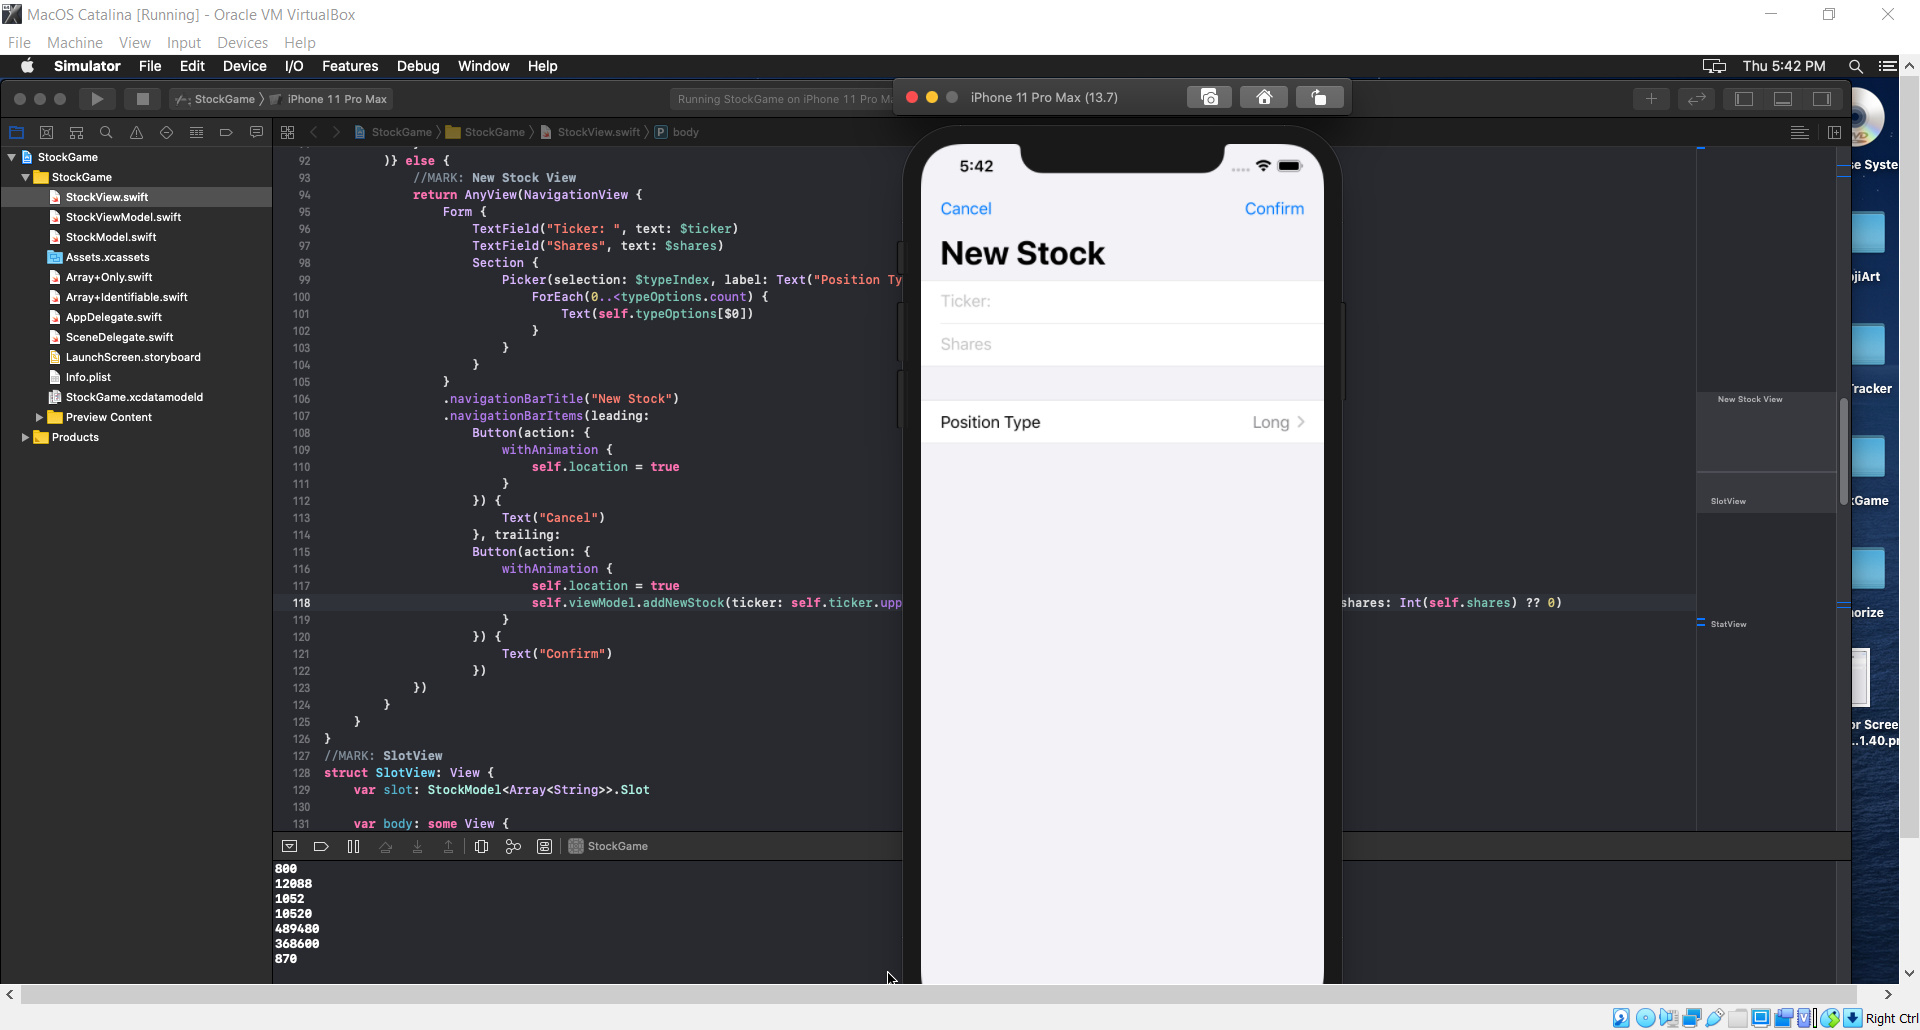 MacOS Catalina [Running] - Oracle VM VirtualBox
File Machine View Input Devices Help
Simulator File Edit Device I/O Features Debug Window Help
Thu 5:42 PM
StockGame iPhone 11 Pro Max
Running StockGame on iPhone 11 Pro
iPhone 11 Pro Max (13.7)
StockGame StockGame StockView.swift P body
StockGame
StockGame
StockView.swift
StockViewModel.swift
StockModel.swift
Assets.xcassets
Array+Only.swift
Array+Identifiable.swift
AppDelegate.swift
SceneDelegate.swift
LaunchScreen.storyboard
Info.plist
StockGame.xcdatamodeld
Preview Content
Products
92 )} else {
93 //MARK: New Stock View
94 return AnyView(NavigationView {
95 Form {
96 TextField("Ticker: ", text: $ticker)
97 TextField("Shares", text: $shares)
98 Section {
99 Picker(selection: $typeIndex, label: Text("Position Ty
100 ForEach(0..<typeOptions.count) {
101 Text(self.typeOptions[$0])
102 }
103 }
104 }
105 }
106 .navigationBarTitle("New Stock")
107 .navigationBarItems(leading:
108 Button(action: {
109 withAnimation {
110 self.location = true
111 }
112 }) {
113 Text("Cancel")
114 }, trailing:
115 Button(action: {
116 withAnimation {
117 self.location = true
118 self.viewModel.addNewStock(ticker: self.ticker.upp shares: Int(self.shares) ?? 0)
119 }
120 }) {
121 Text("Confirm")
122 })
123 })
124 }
125 }
126 }
127 //MARK: SlotView
128 struct SlotView: View {
129 var slot: StockModel<Array<String>>.Slot
130
131 var body: some View {
5:42
Cancel Confirm
New Stock
Ticker:
Shares
Position Type Long
New Stock View
SlotView
StatView
se Syste
ojiArt
Tracker
kGame
orize
or Scree
..1.40.pr
StockGame
800
12088
1052
10520
489480
368600
870
Right Ctrl